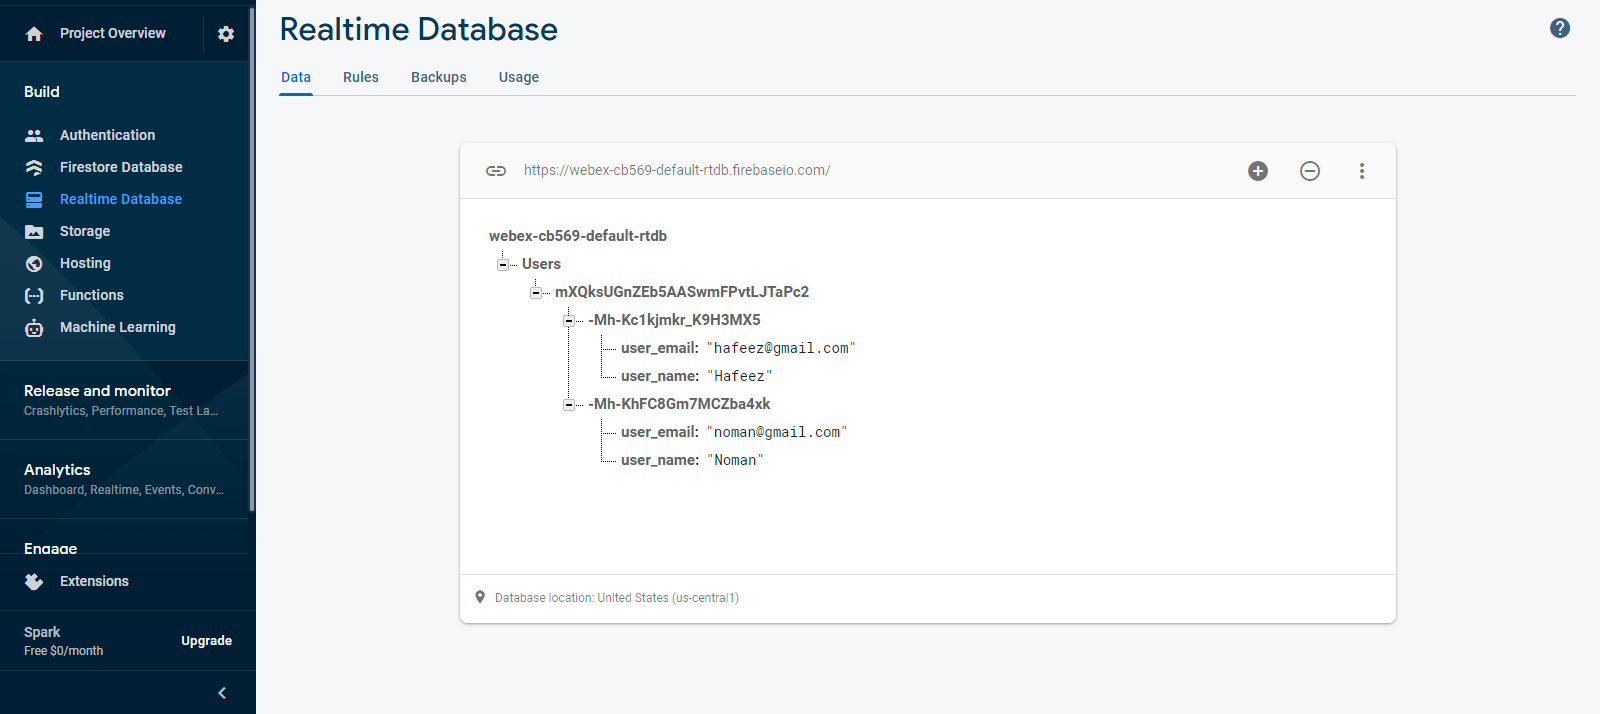 Project Overview
Build
Authentication
Firestore Database
Realtime Database
Storage
Hosting
Functions
Machine Learning
Release and monitor
Crashlytics, Performance, Test La...
Analytics
Dashboard, Realtime, Events, Conv...
Engage
Extensions
Spark
Free $0/month
Upgrade
Realtime Database
Data Rules Backups Usage
https://webex-cb569-default-rtdb.firebaseio.com/
webex-cb569-default-rtdb
Users
mXQksUGnZEb5AASwmFPvtLJTaPc2
-Mh-Kc1kjmkr_K9H3MX5
user_email: "hafeez@gmail.com"
user_name: "Hafeez"
-Mh-KhFC8Gm7MCZba4xk
user_email: "noman@gmail.com"
user_name: "Noman"
Database location: United States (us-central1)